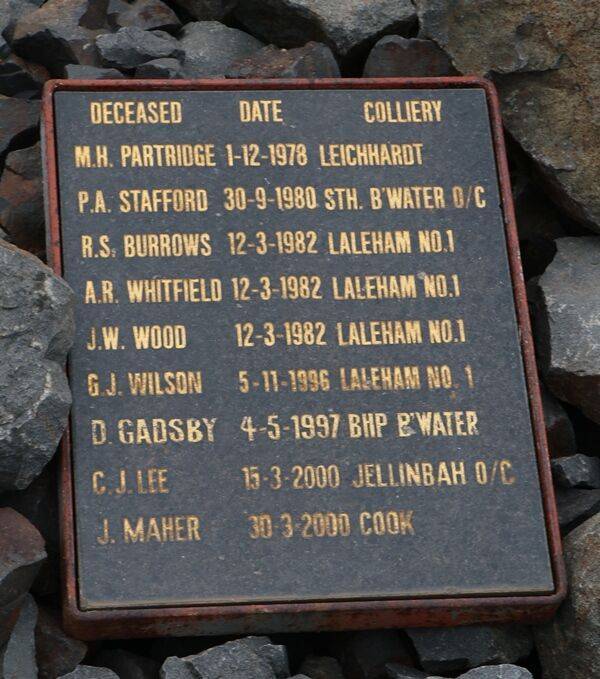 DECEASED DATE COLLIERY
M.H. PARTRIDGE 1-12-1978 LEICHHARDT
P.A. STAFFORD 30-9-1980 STH. B'WATER O/C
R.S. BURROWS 12-3-1982 LALEHAM NO.1
A.R. WHITFIELD 12-3-1982 LALEHAM NO.1
J.W. WOOD 12-3-1982 LALEHAM NO.1
G.J. WILSON 5-11-1996 LALEHAM NO. 1
D. GADSBY 4-5-1997 BHP B'WATER
C.J. LEE 15-3-2000 JELLINBAH O/C
J. MAHER 30-3-2000 COOK